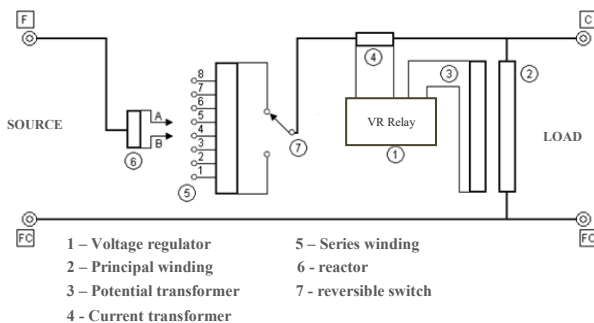 F
C
8
7
6
5
4
3
2
1
A
B
6
5
7
4
3
2
SOURCE
VR Relay
1
LOAD
FC
FC
1 – Voltage regulator
2 – Principal winding
3 – Potential transformer
4 - Current transformer
5 – Series winding
6 - reactor
7 - reversible switch